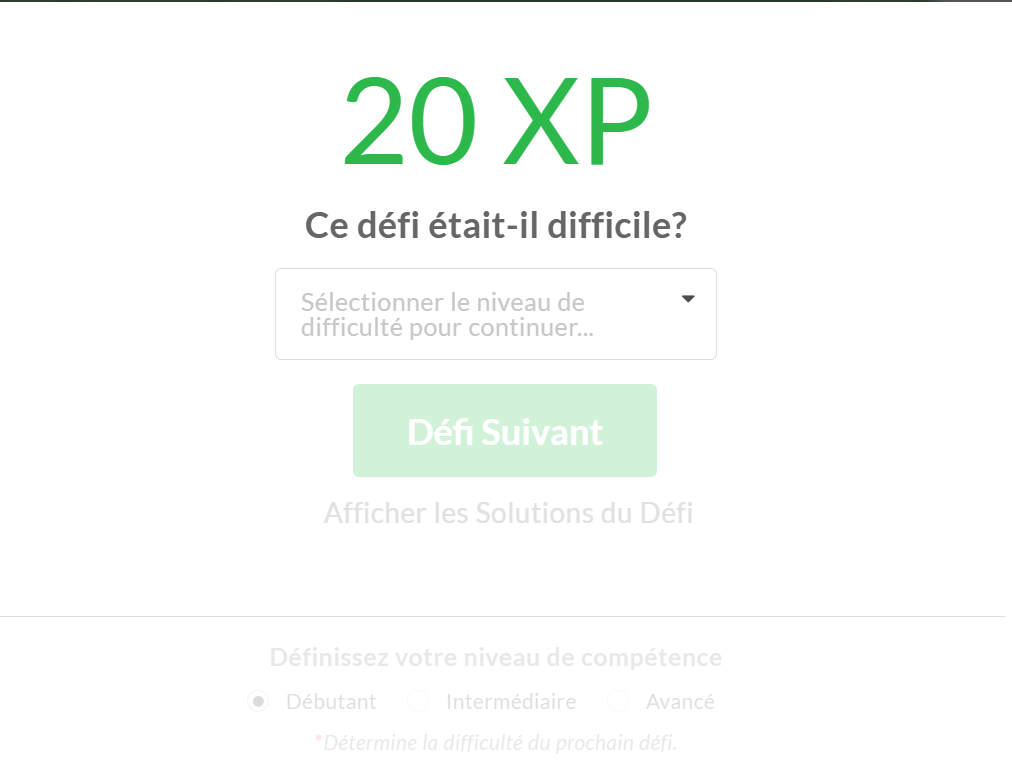 20 XP
Ce défi était-il difficile?
Sélectionner le niveau de
difficulté pour continuer...
Défi Suivant
Afficher les Solutions du Défi
Définissez votre niveau de compétence
Débutant Intermédiaire Avancé
*Détermine la difficulté du prochain défi.